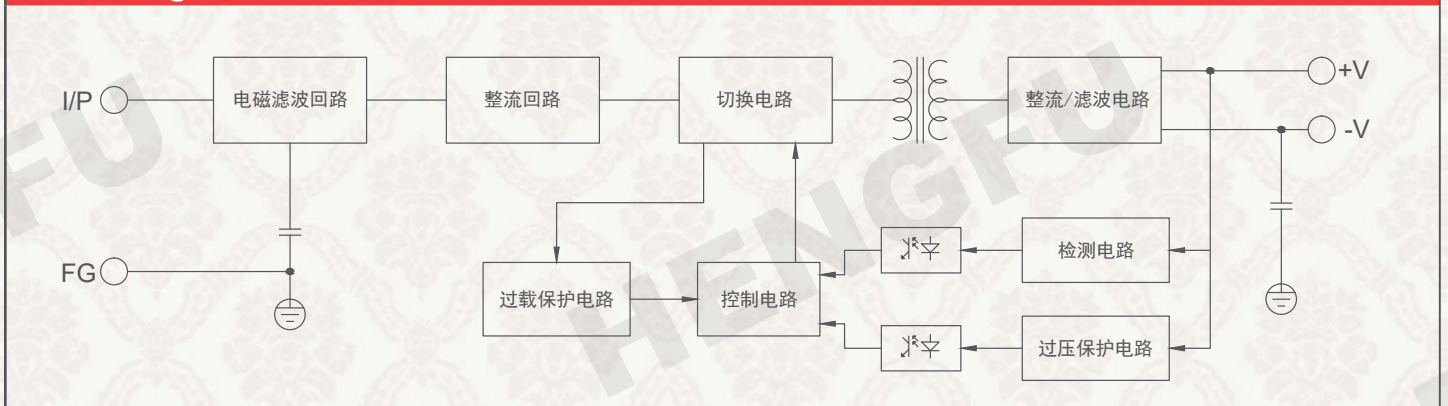 I/P
电磁滤波回路
整流回路
切换电路
整流/滤波电路
+V
-V
FG
过载保护电路
控制电路
检测电路
过压保护电路
HENGFU
FU